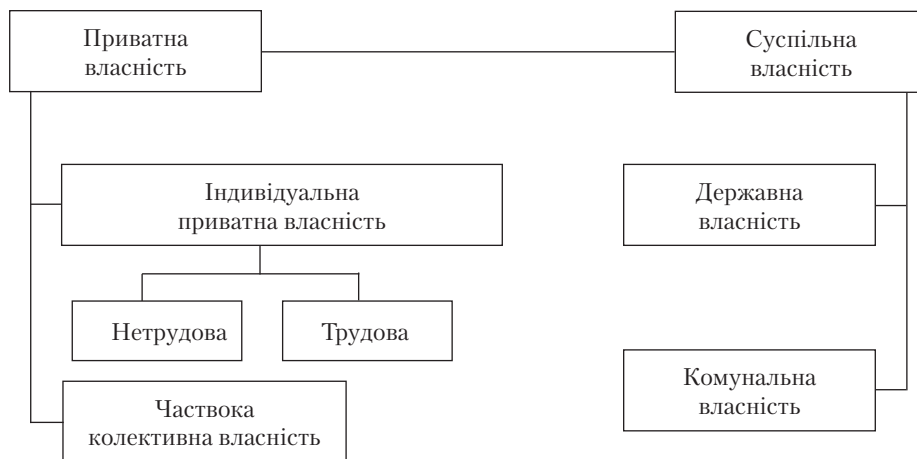 Приватна
власність
Суспільна
власність
Індивідуальна
приватна власність
Державна
власність
Нетрудова
Трудова
Частвока
колективна власність
Комунальна
власність